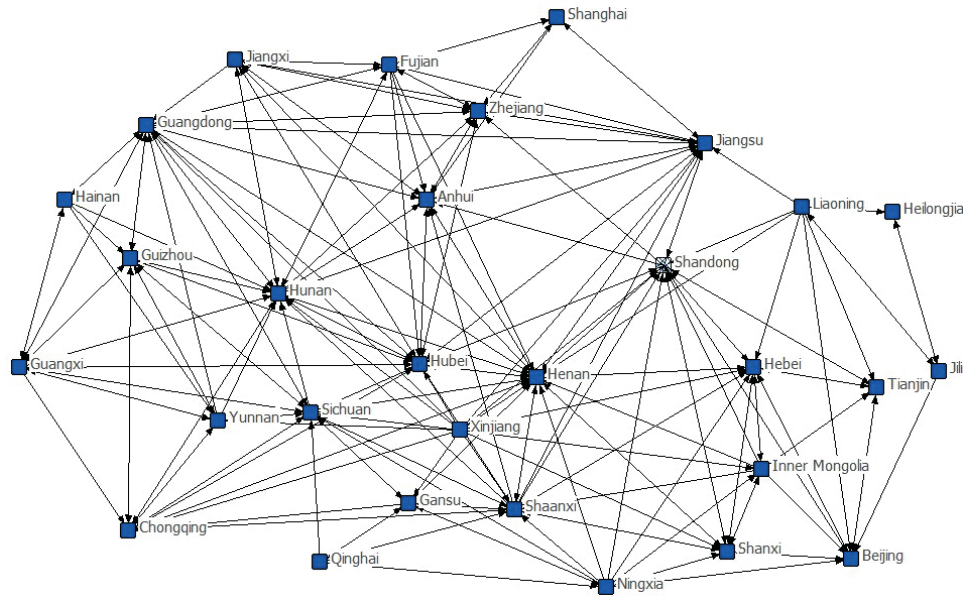 Shanghai
Jiangxi
Fujian
Zhejiang
Guangdong
Jiangsu
Hainan
Anhui
Liaoning
Heilongjia
Guizhou
Shandong
Hunan
Guangxi
Hubei
Henan
Hebei
Jili
Tianjin
Yunnan
Sichuan
Xinjiang
Inner Mongolia
Gansu
Shaanxi
Chongqing
Shanxi
Beijing
Qinghai
Ningxia